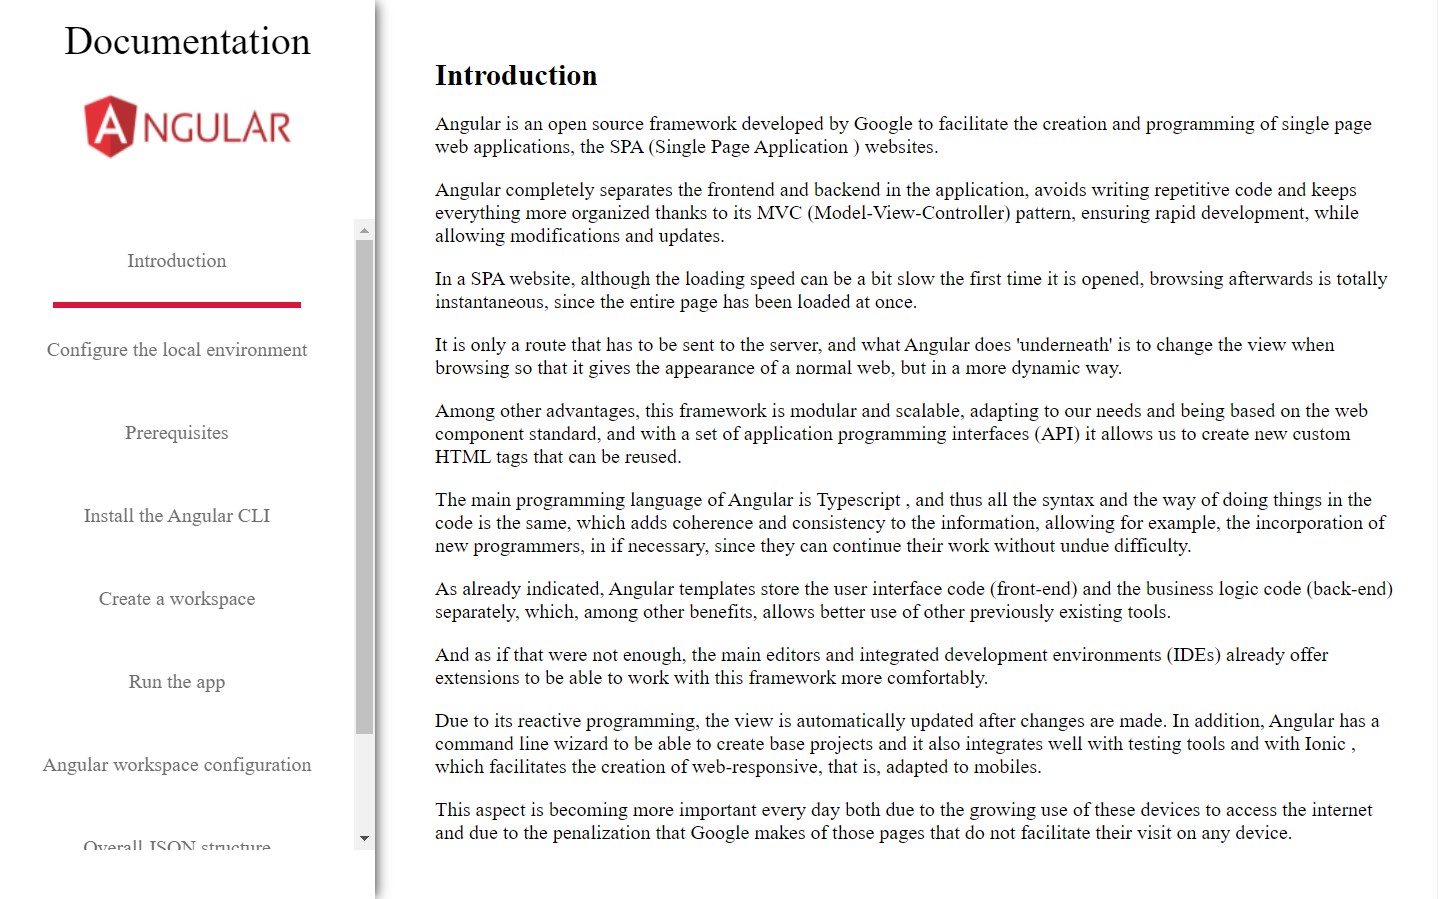 Documentation
ANGULAR
Introduction
Configure the local environment
Prerequisites
Install the Angular CLI
Create a workspace
Run the app
Angular workspace configuration
Overall JSON structure
Introduction
Angular is an open source framework developed by Google to facilitate the creation and programming of single page
web applications, the SPA (Single Page Application ) websites.
Angular completely separates the frontend and backend in the application, avoids writing repetitive code and keeps
everything more organized thanks to its MVC (Model-View-Controller) pattern, ensuring rapid development, while
allowing modifications and updates.
In a SPA website, although the loading speed can be a bit slow the first time it is opened, browsing afterwards is totally
instantaneous, since the entire page has been loaded at once.
It is only a route that has to be sent to the server, and what Angular does 'underneath' is to change the view when
browsing so that it gives the appearance of a normal web, but in a more dynamic way.
Among other advantages, this framework is modular and scalable, adapting to our needs and being based on the web
component standard, and with a set of application programming interfaces (API) it allows us to create new custom
HTML tags that can be reused.
The main programming language of Angular is Typescript , and thus all the syntax and the way of doing things in the
code is the same, which adds coherence and consistency to the information, allowing for example, the incorporation of
new programmers, in if necessary, since they can continue their work without undue difficulty.
As already indicated, Angular templates store the user interface code (front-end) and the business logic code (back-end)
separately, which, among other benefits, allows better use of other previously existing tools.
And as if that were not enough, the main editors and integrated development environments (IDEs) already offer
extensions to be able to work with this framework more comfortably.
Due to its reactive programming, the view is automatically updated after changes are made. In addition, Angular has a
command line wizard to be able to create base projects and it also integrates well with testing tools and with Ionic ,
which facilitates the creation of web-responsive, that is, adapted to mobiles.
This aspect is becoming more important every day both due to the growing use of these devices to access the internet
and due to the penalization that Google makes of those pages that do not facilitate their visit on any device.